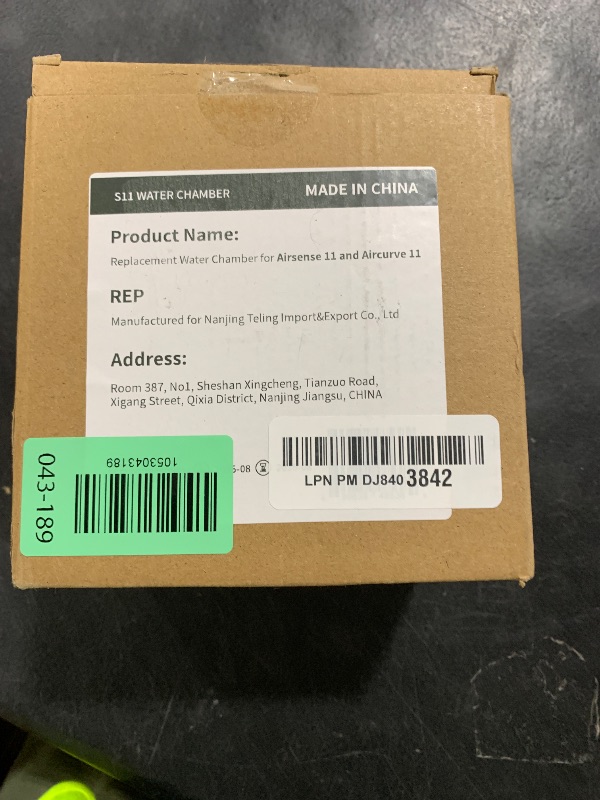 S11 WATER CHAMBER MADE IN CHINA
Product Name:
Replacement Water Chamber for Airsense 11 and Aircurve 11
REP
Manufactured for Nanjing Teling Import&Export Co., Ltd
Address:
Room 387, No1, Sheshan Xingcheng, Tianzuo Road,
Xigang Street, Qixia District, Nanjing Jiangsu, CHINA
043-189
1053043189
5-08
LPN PM DJ840 3842